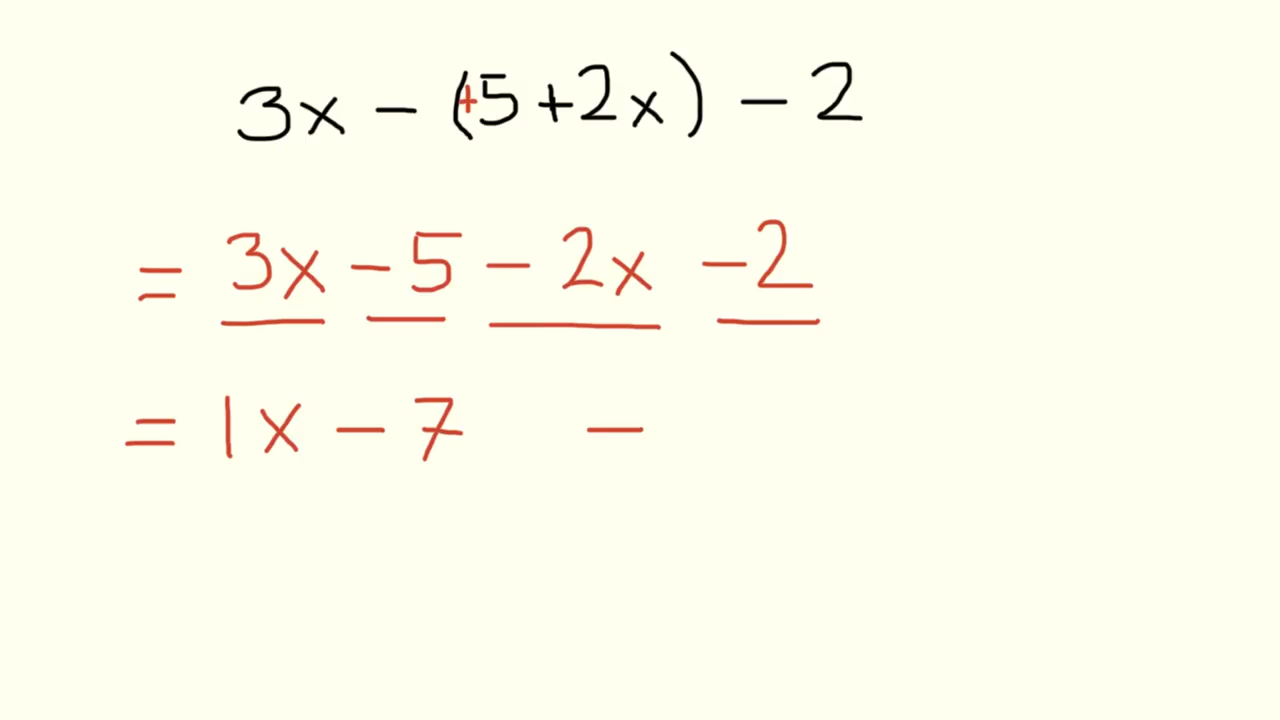 3x - (+5 + 2x) - 2
= 3x - 5 - 2x - 2
= 1x - 7 -